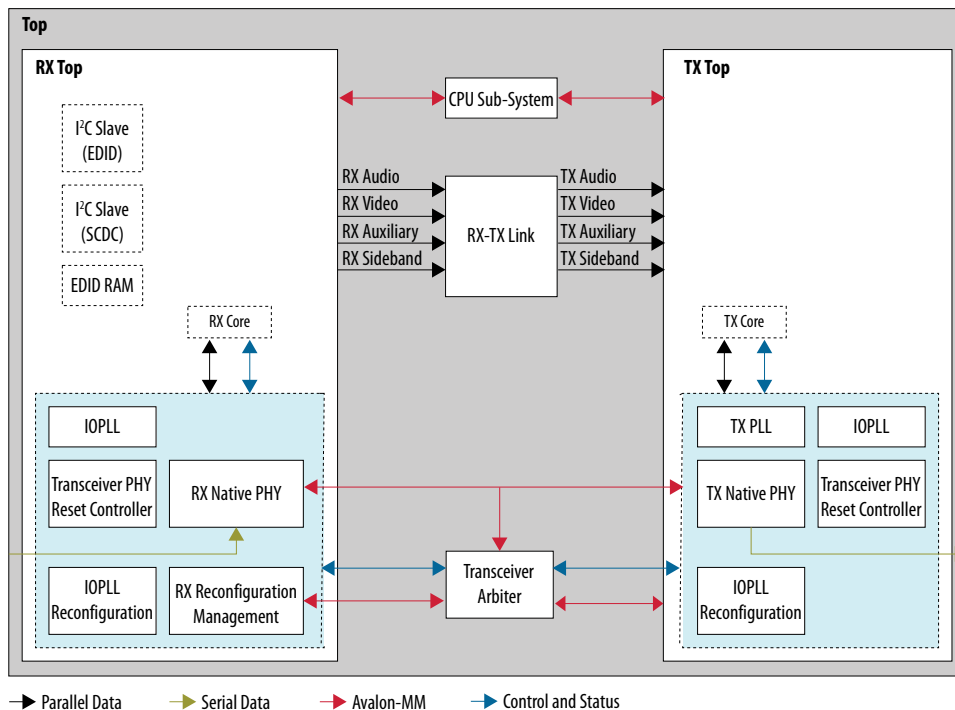 Top
RX Top
TX Top
CPU Sub-System
I²C Slave
(EDID)
I²C Slave
(SCDC)
EDID RAM
RX Audio
RX Video
RX Auxiliary
RX Sideband
RX-TX Link
TX Audio
TX Video
TX Auxiliary
TX Sideband
RX Core
TX Core
IOPLL
Transceiver PHY
Reset Controller
RX Native PHY
IOPLL
Reconfiguration
RX Reconfiguration
Management
Transceiver
Arbiter
TX PLL
IOPLL
TX Native PHY
Transceiver PHY
Reset Controller
IOPLL
Reconfiguration
Parallel Data
Serial Data
Avalon-MM
Control and Status